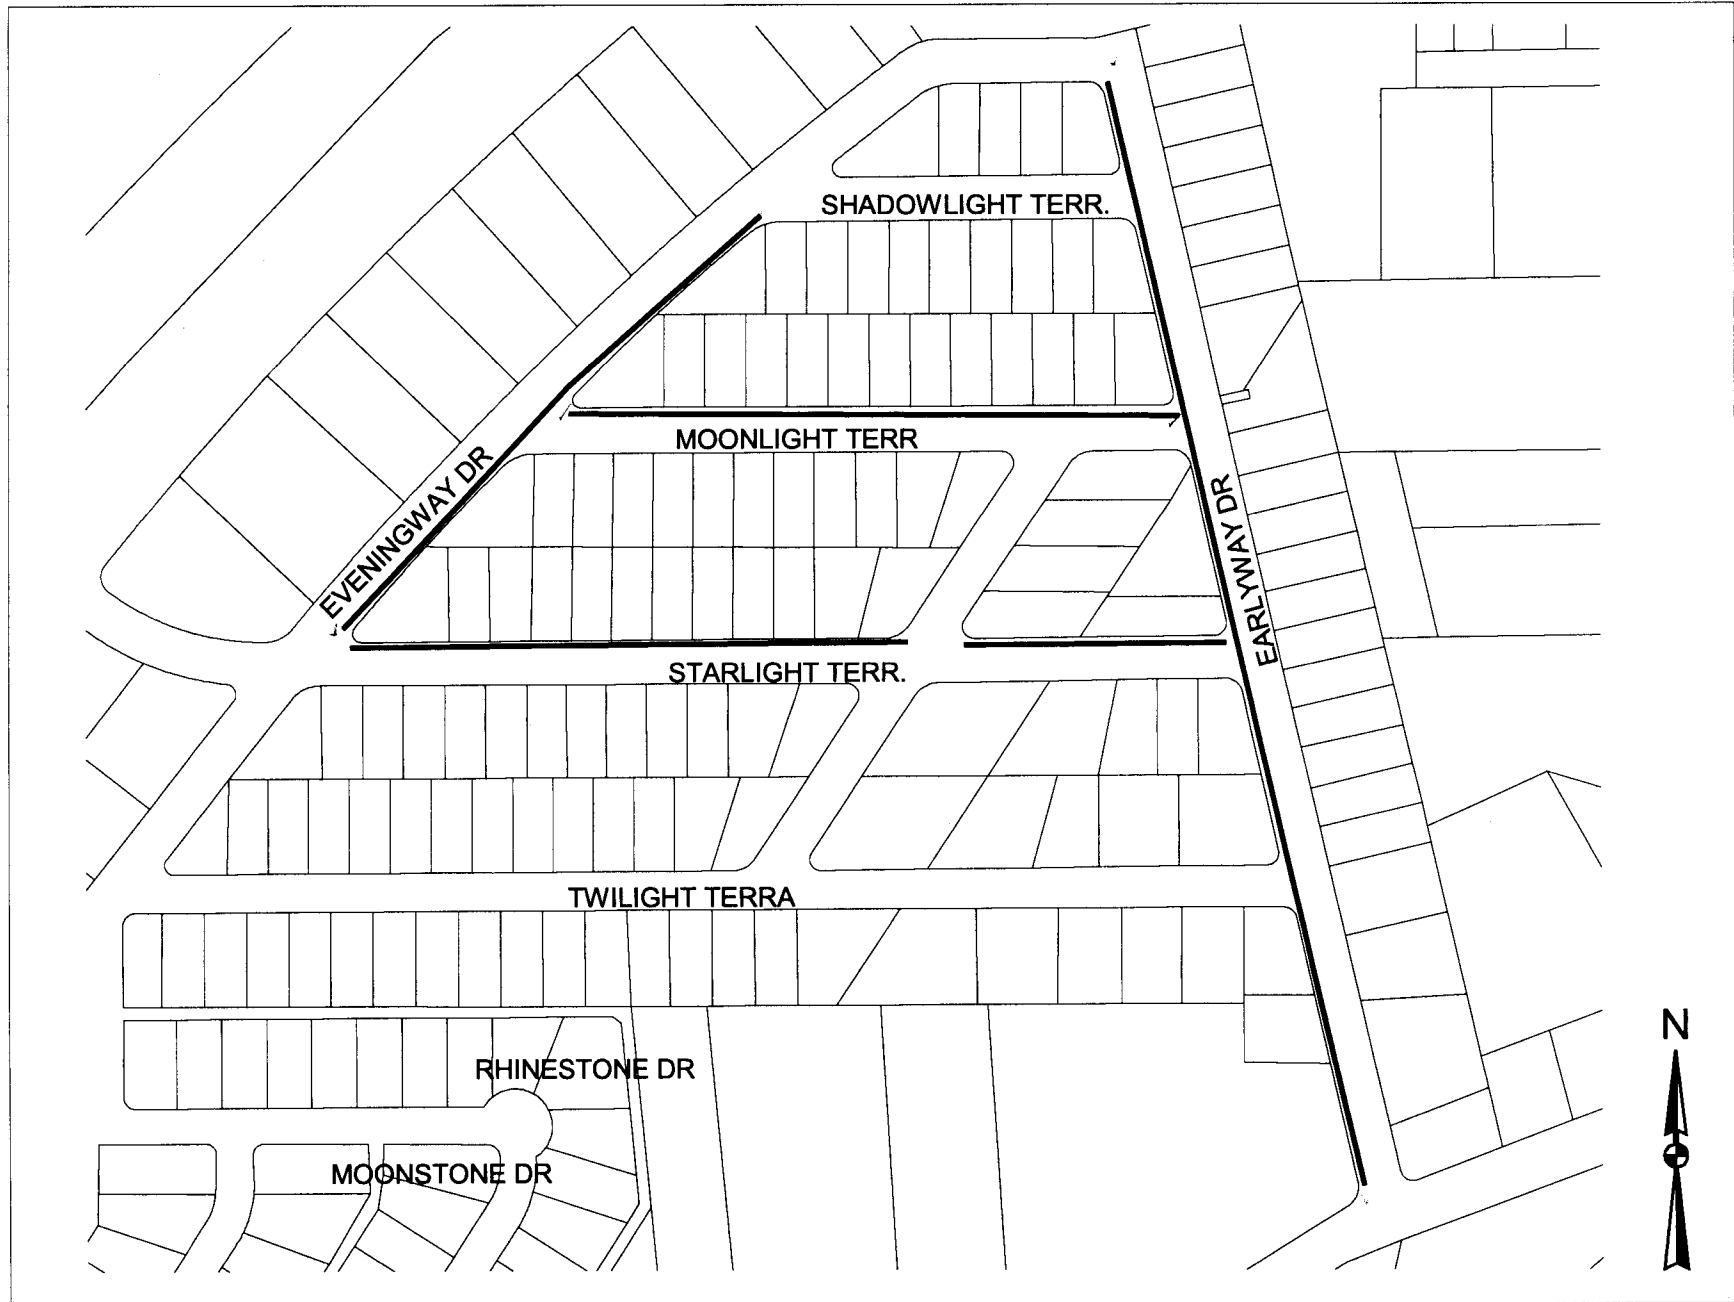 SHADOWLIGHT TERR.
MOONLIGHT TERR
EVENINGWAY DR
EARLYWAY DR
STARLIGHT TERR.
TWILIGHT TERRA
N
RHINESTONE DR
MOONSTONE DR